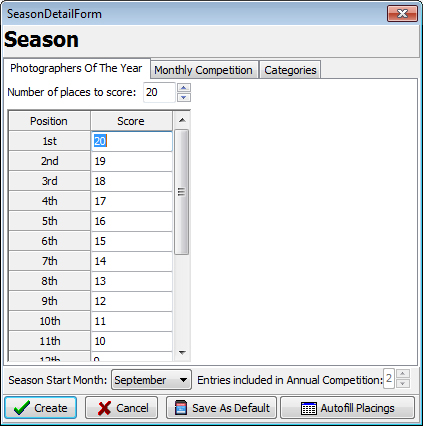 SeasonDetailForm
Season
Photographers Of The Year Monthly Competition Categories
Number of places to score: 20
Position Score
1st 20
2nd 19
3rd 18
4th 17
5th 16
6th 15
7th 14
8th 13
9th 12
10th 11
11th 10
12th 9
Season Start Month: September Entries included in Annual Competition: 2
Create Cancel Save As Default Autofill Placings